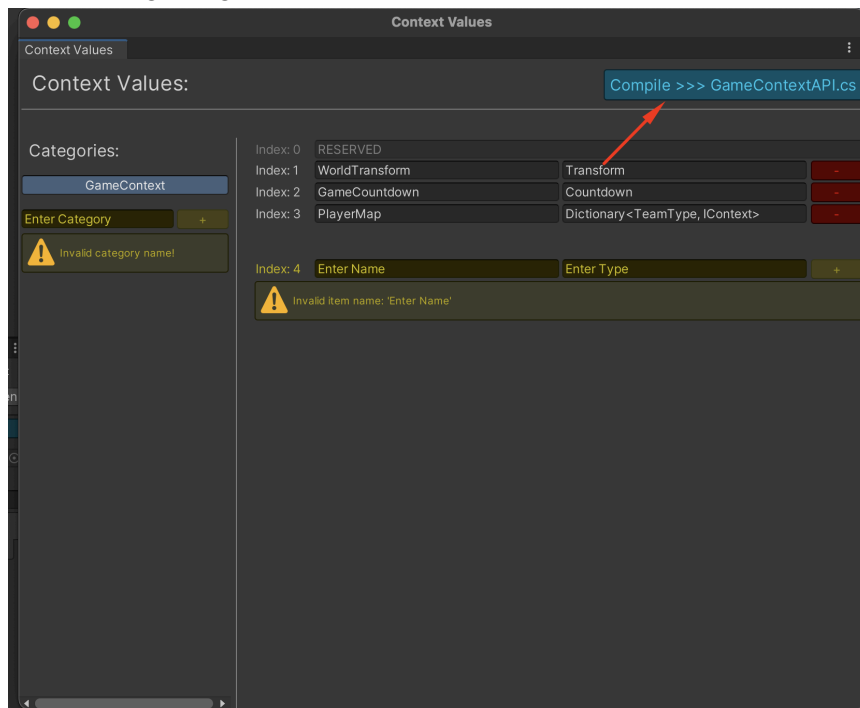 Context Values
Context Values
Context Values:
Compile >>> GameContextAPI.cs
Categories:
GameContext
Enter Category +
Invalid category name!
Index: 0 RESERVED
Index: 1 WorldTransform Transform -
Index: 2 GameCountdown Countdown -
Index: 3 PlayerMap Dictionary<TeamType, IContext> -
Index: 4 Enter Name Enter Type +
Invalid item name: 'Enter Name'